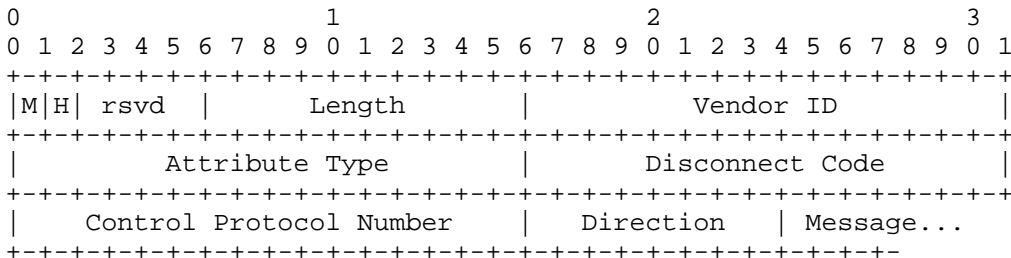 0                   1                   2                   3
0 1 2 3 4 5 6 7 8 9 0 1 2 3 4 5 6 7 8 9 0 1 2 3 4 5 6 7 8 9 0 1
+-+-+-+-+-+-+-+-+-+-+-+-+-+-+-+-+-+-+-+-+-+-+-+-+-+-+-+-+-+-+-+
|M|H| rsvd  |      Length       |           Vendor ID           |
+-+-+-+-+-+-+-+-+-+-+-+-+-+-+-+-+-+-+-+-+-+-+-+-+-+-+-+-+-+-+-+
|         Attribute Type        |       Disconnect Code         |
+-+-+-+-+-+-+-+-+-+-+-+-+-+-+-+-+-+-+-+-+-+-+-+-+-+-+-+-+-+-+-+
|    Control Protocol Number    |   Direction   | Message...
+-+-+-+-+-+-+-+-+-+-+-+-+-+-+-+-+-+-+-+-+-+-+-+-+-+-+-+-